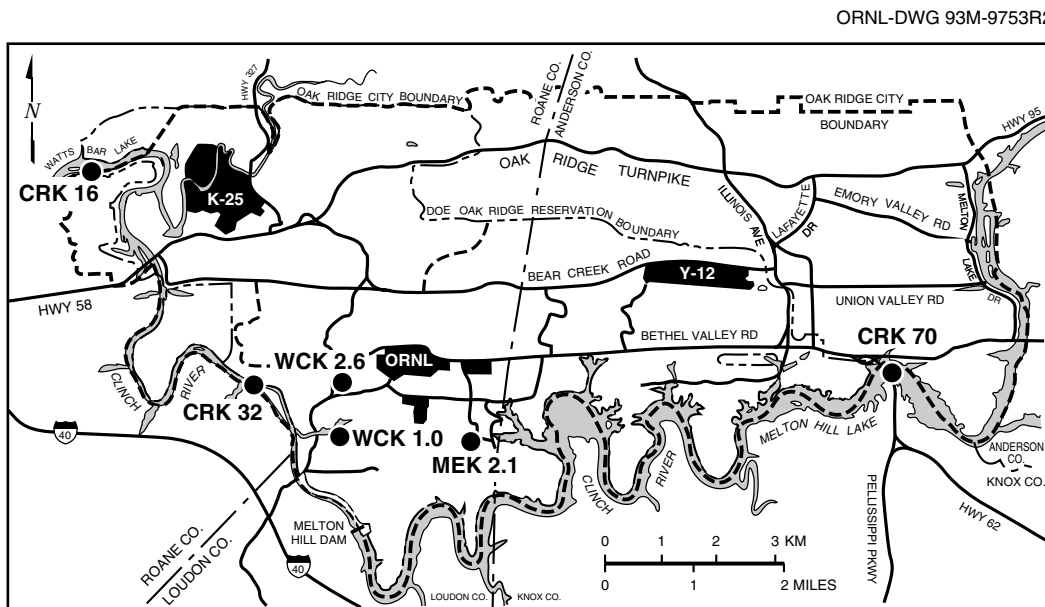 ORNL-DWG 93M-9753R2
N
HWY 327
OAK RIDGE CITY BOUNDARY
ROANE CO.
ANDERSON CO.
OAK RIDGE CITY
BOUNDARY
HWY 95
WATTS BAR LAKE
CRK 16
K-25
OAK RIDGE TURNPIKE
ILLINOIS AVE
LAFAYETTE
DR
EMORY VALLEY RD
MELTON
LAKE
DR
DOE OAK RIDGE RESERVATION
BOUNDARY
BEAR CREEK ROAD
Y-12
UNION VALLEY RD
HWY 58
BETHEL VALLEY RD
CRK 70
WCK 2.6
ORNL
CLINCH
RIVER
CRK 32
WCK 1.0
MEK 2.1
40
MELTON HILL LAKE
ANDERSON
CO.
KNOX CO.
CLINCH
RIVER
PELLISSIPPI PKWY
HWY 62
MELTON
HILL DAM
ROANE CO.
LOUDON CO.
40
LOUDON CO.
KNOX CO.
0 1 2 3 KM
0 1 2 MILES